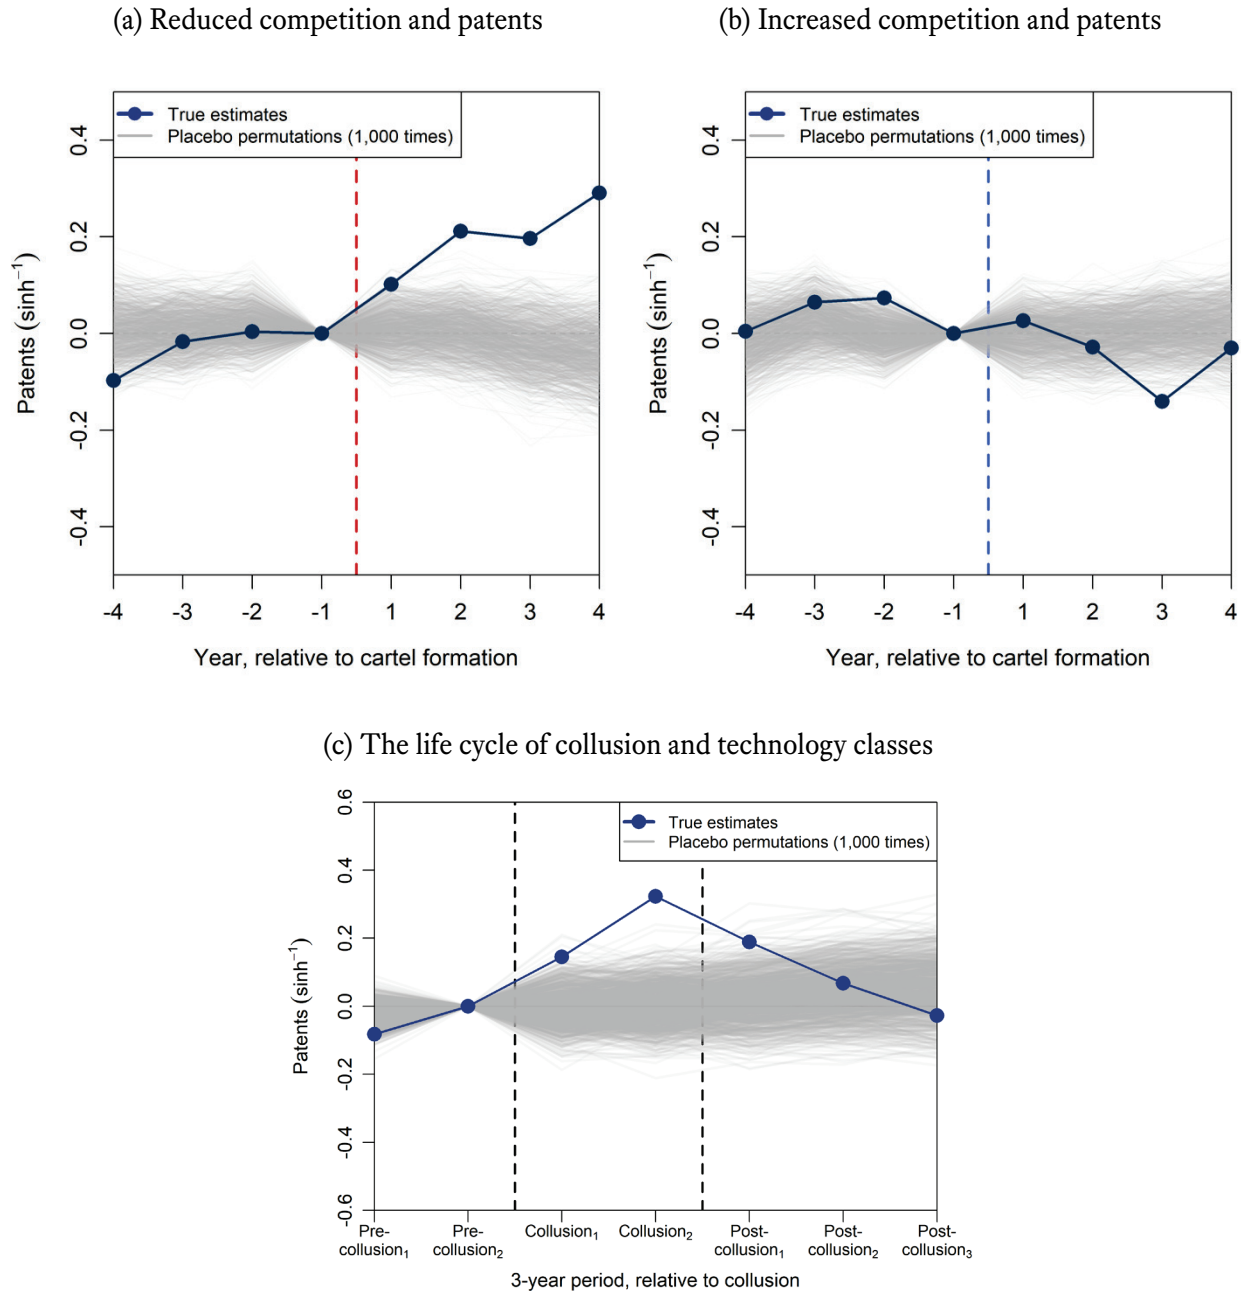 (a) Reduced competition and patents
True estimates
Placebo permutations (1,000 times)
Patents (sinh⁻¹)
0.4
0.2
0.0
-0.2
-0.4
-4 -3 -2 -1 1 2 3 4
Year, relative to cartel formation
(b) Increased competition and patents
True estimates
Placebo permutations (1,000 times)
Patents (sinh⁻¹)
0.4
0.2
0.0
-0.2
-0.4
-4 -3 -2 -1 1 2 3 4
Year, relative to cartel formation
(c) The life cycle of collusion and technology classes
True estimates
Placebo permutations (1,000 times)
Patents (sinh⁻¹)
0.6
0.4
0.2
0.0
-0.2
-0.4
-0.6
Pre- Pre- Collusion₁ Collusion₂ Post- Post- Post-
collusion₁ collusion₂ collusion₁ collusion₂ collusion₃
3-year period, relative to collusion